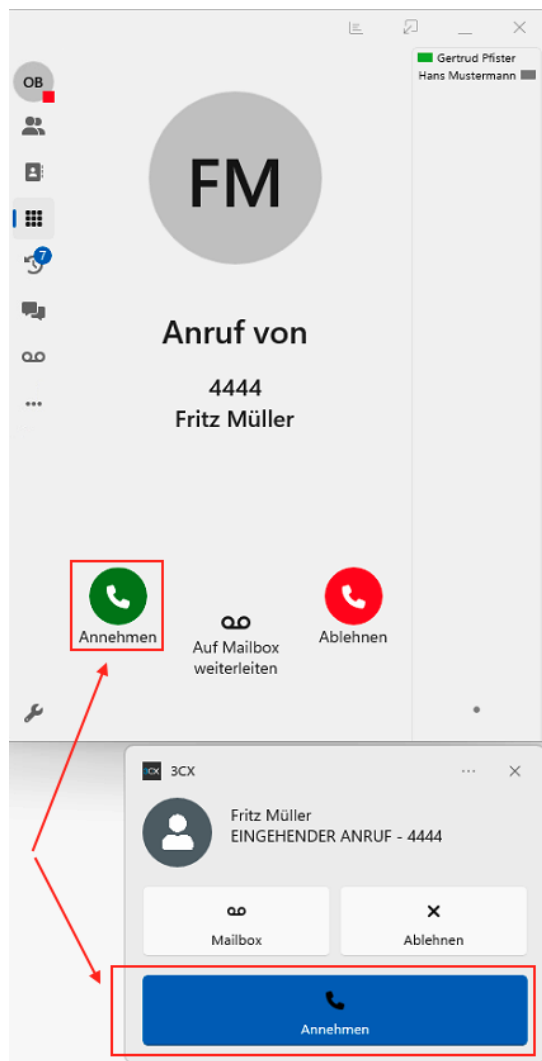 Gertrud Pfister
Hans Mustermann
OB
7
FM
Anruf von
4444
Fritz Müller
Annehmen
Auf Mailbox
weiterleiten
Ablehnen
3CX 3CX
Fritz Müller
EINGEHENDER ANRUF - 4444
Mailbox
Ablehnen
Annehmen